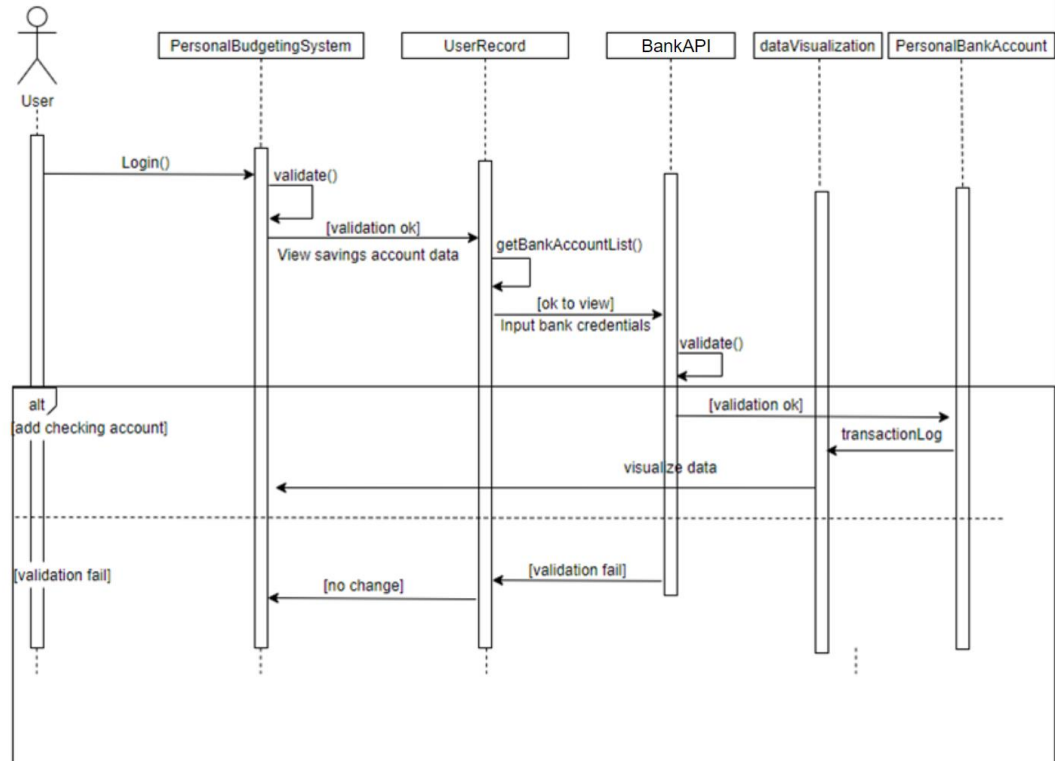 PersonalBudgetingSystem
UserRecord
BankAPI
dataVisualization
PersonalBankAccount
User
Login()
validate()
[validation ok]
View savings account data
getBankAccountList()
[ok to view]
Input bank credentials
validate()
alt
[add checking account]
[validation ok]
transactionLog
visualize data
[validation fail]
[validation fail]
[no change]